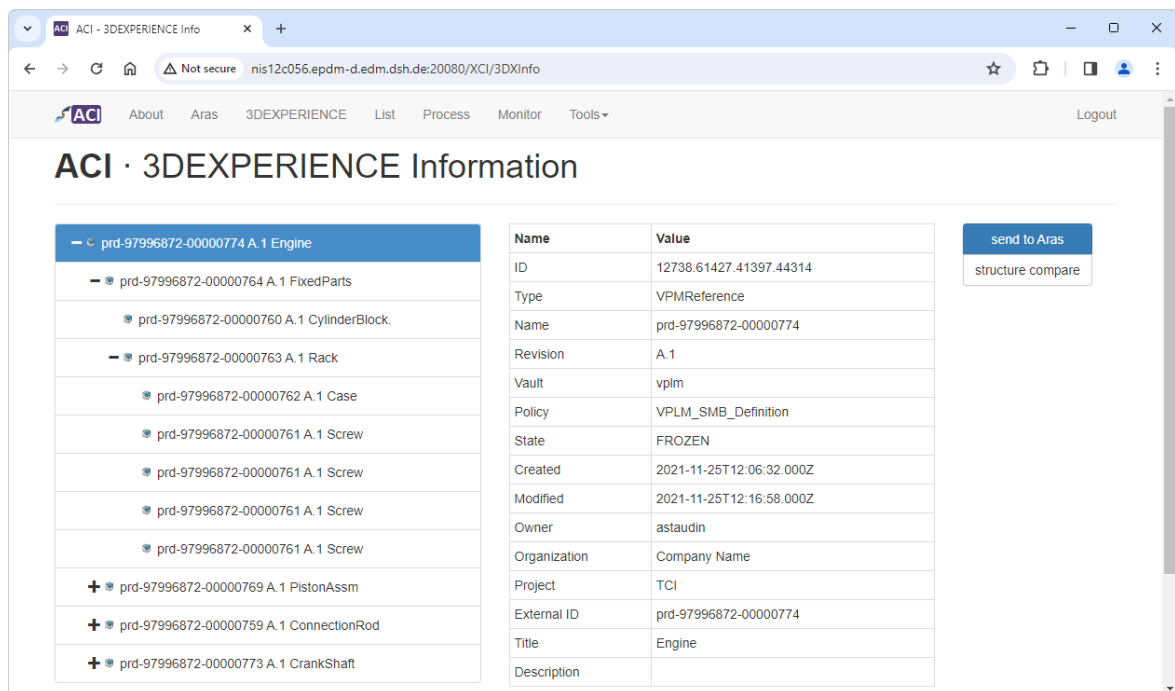 ACI ACI - 3DEXPERIENCE Info
Not secure nis12c056.epdm-d.edm.dsh.de:20080/XCI/3DXInfo
ACI About Aras 3DEXPERIENCE List Process Monitor Tools Logout
ACI · 3DEXPERIENCE Information
prd-97996872-00000774 A.1 Engine
prd-97996872-00000764 A.1 FixedParts
prd-97996872-00000760 A.1 CylinderBlock.
prd-97996872-00000763 A.1 Rack
prd-97996872-00000762 A.1 Case
prd-97996872-00000761 A.1 Screw
prd-97996872-00000761 A.1 Screw
prd-97996872-00000761 A.1 Screw
prd-97996872-00000761 A.1 Screw
prd-97996872-00000769 A.1 PistonAssm
prd-97996872-00000759 A.1 ConnectionRod
prd-97996872-00000773 A.1 CrankShaft
Name Value
ID 12738.61427.41397.44314
Type VPMReference
Name prd-97996872-00000774
Revision A.1
Vault vplm
Policy VPLM_SMB_Definition
State FROZEN
Created 2021-11-25T12:06:32.000Z
Modified 2021-11-25T12:16:58.000Z
Owner astaudin
Organization Company Name
Project TCI
External ID prd-97996872-00000774
Title Engine
Description
send to Aras
structure compare